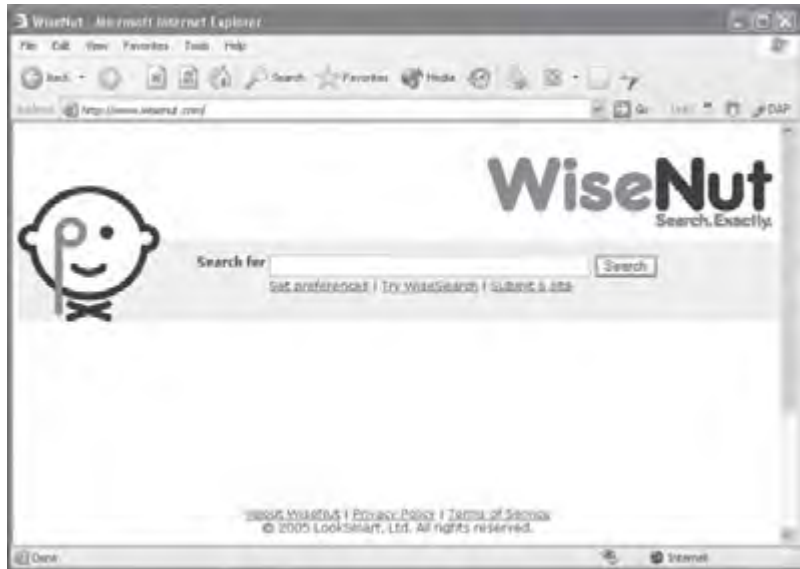 WiseNut - Microsoft Internet Explorer
File Edit View Favorites Tools Help
Back Search Favorites Media
Address http://www.wisenut.com/ Go Links DAP
WiseNut
Search.Exactly.
Search for Search
Set preferences | Try WiseSearch | Submit a site
About WiseNut | Privacy Policy | Terms of Service
© 2005 LookSmart, Ltd. All rights reserved.
Done Internet